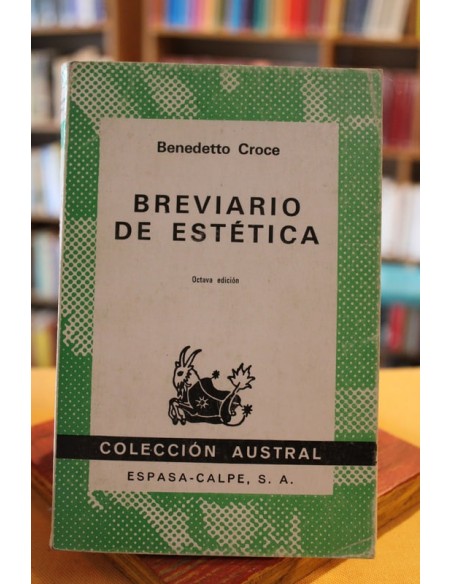 Benedetto Croce
BREVIARIO
DE ESTÉTICA
Octava edición
COLECCIÓN AUSTRAL
ESPASA-CALPE, S. A.